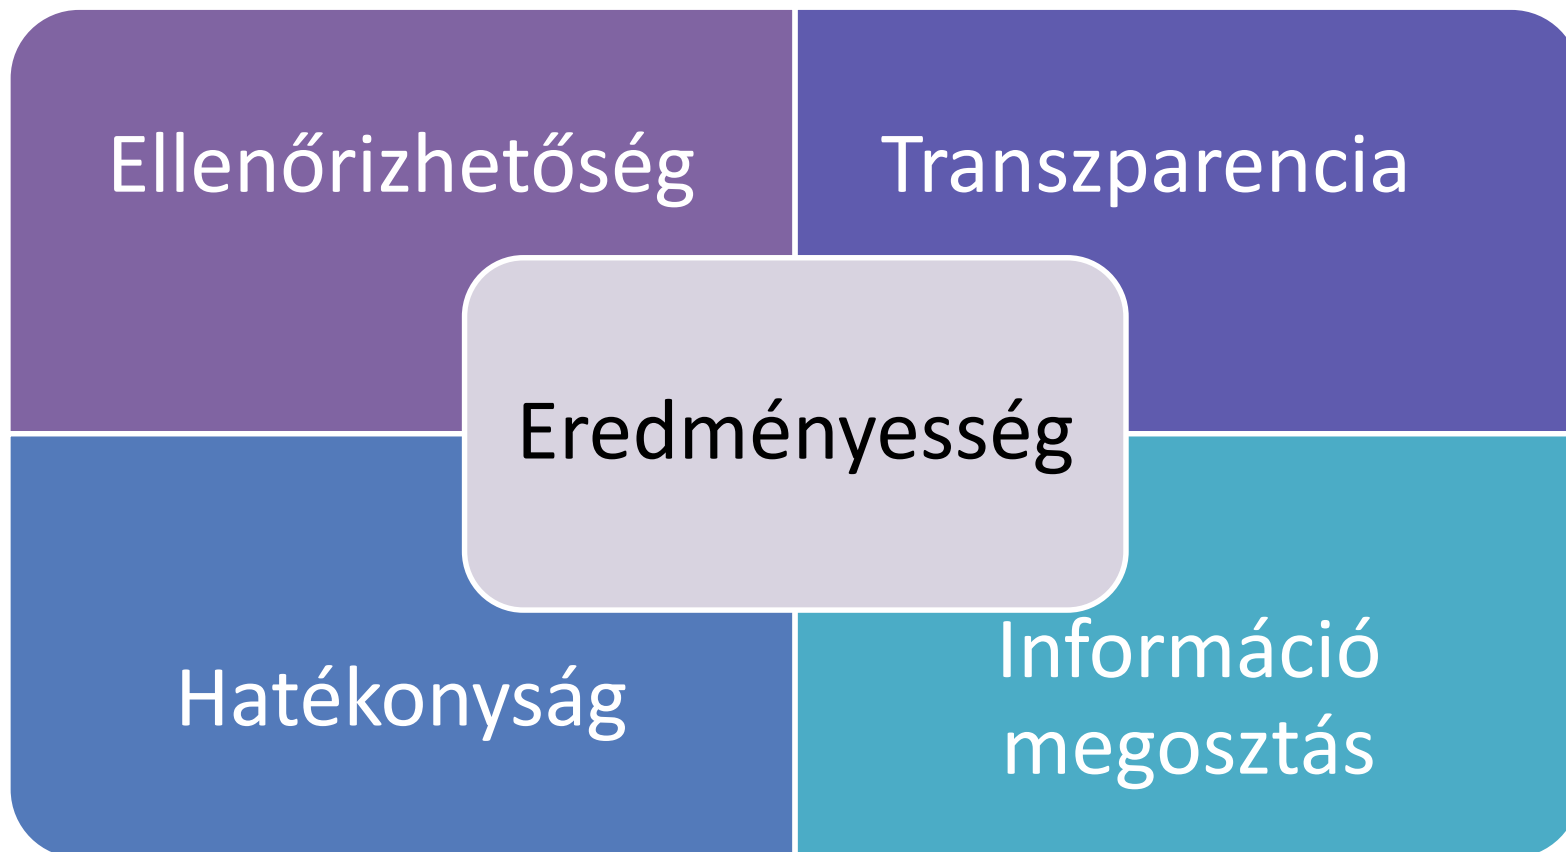 Ellenőrizhetőség
Transzparencia
Eredményesség
Hatékonyság
Információ
megosztás